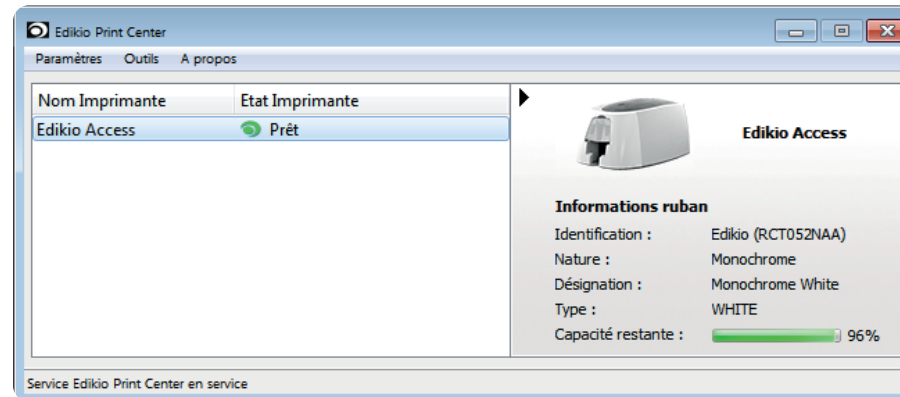 Edikio Print Center
Paramètres Outils A propos
Nom Imprimante Etat Imprimante
Edikio Access Prêt
Edikio Access
Informations ruban
Identification : Edikio (RCT052NAA)
Nature : Monochrome
Désignation : Monochrome White
Type : WHITE
Capacité restante : 96%
Service Edikio Print Center en service